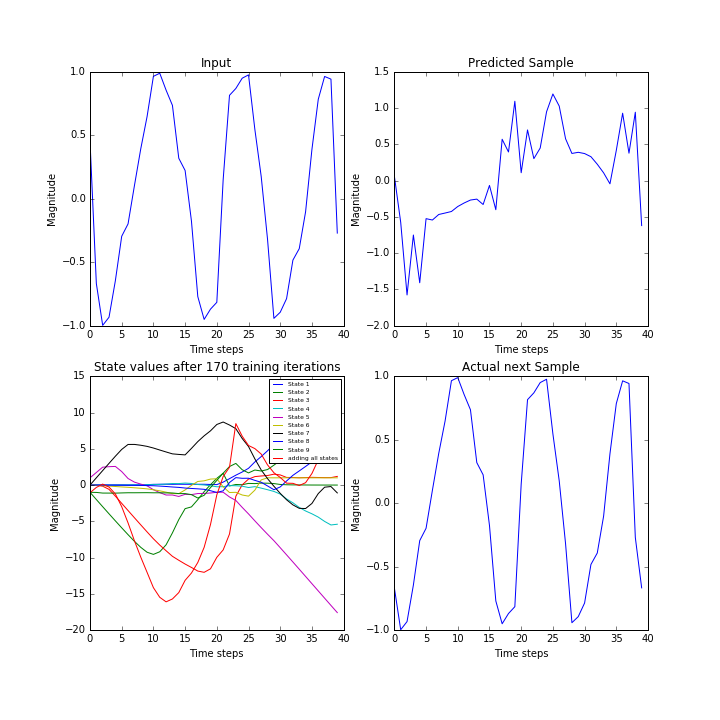 Input
Magnitude
1.0
0.5
0.0
−0.5
−1.0
0 5 10 15 20 25 30 35 40
Time steps
Predicted Sample
Magnitude
1.5
1.0
0.5
0.0
−0.5
−1.0
−1.5
−2.0
0 5 10 15 20 25 30 35 40
Time steps
State values after 170 training iterations
Magnitude
15
10
5
0
−5
−10
−15
−20
0 5 10 15 20 25 30 35 40
Time steps
State 1
State 2
State 3
State 4
State 5
State 6
State 7
State 8
State 9
adding all states
Actual next Sample
Magnitude
1.0
0.5
0.0
−0.5
−1.0
0 5 10 15 20 25 30 35 40
Time steps